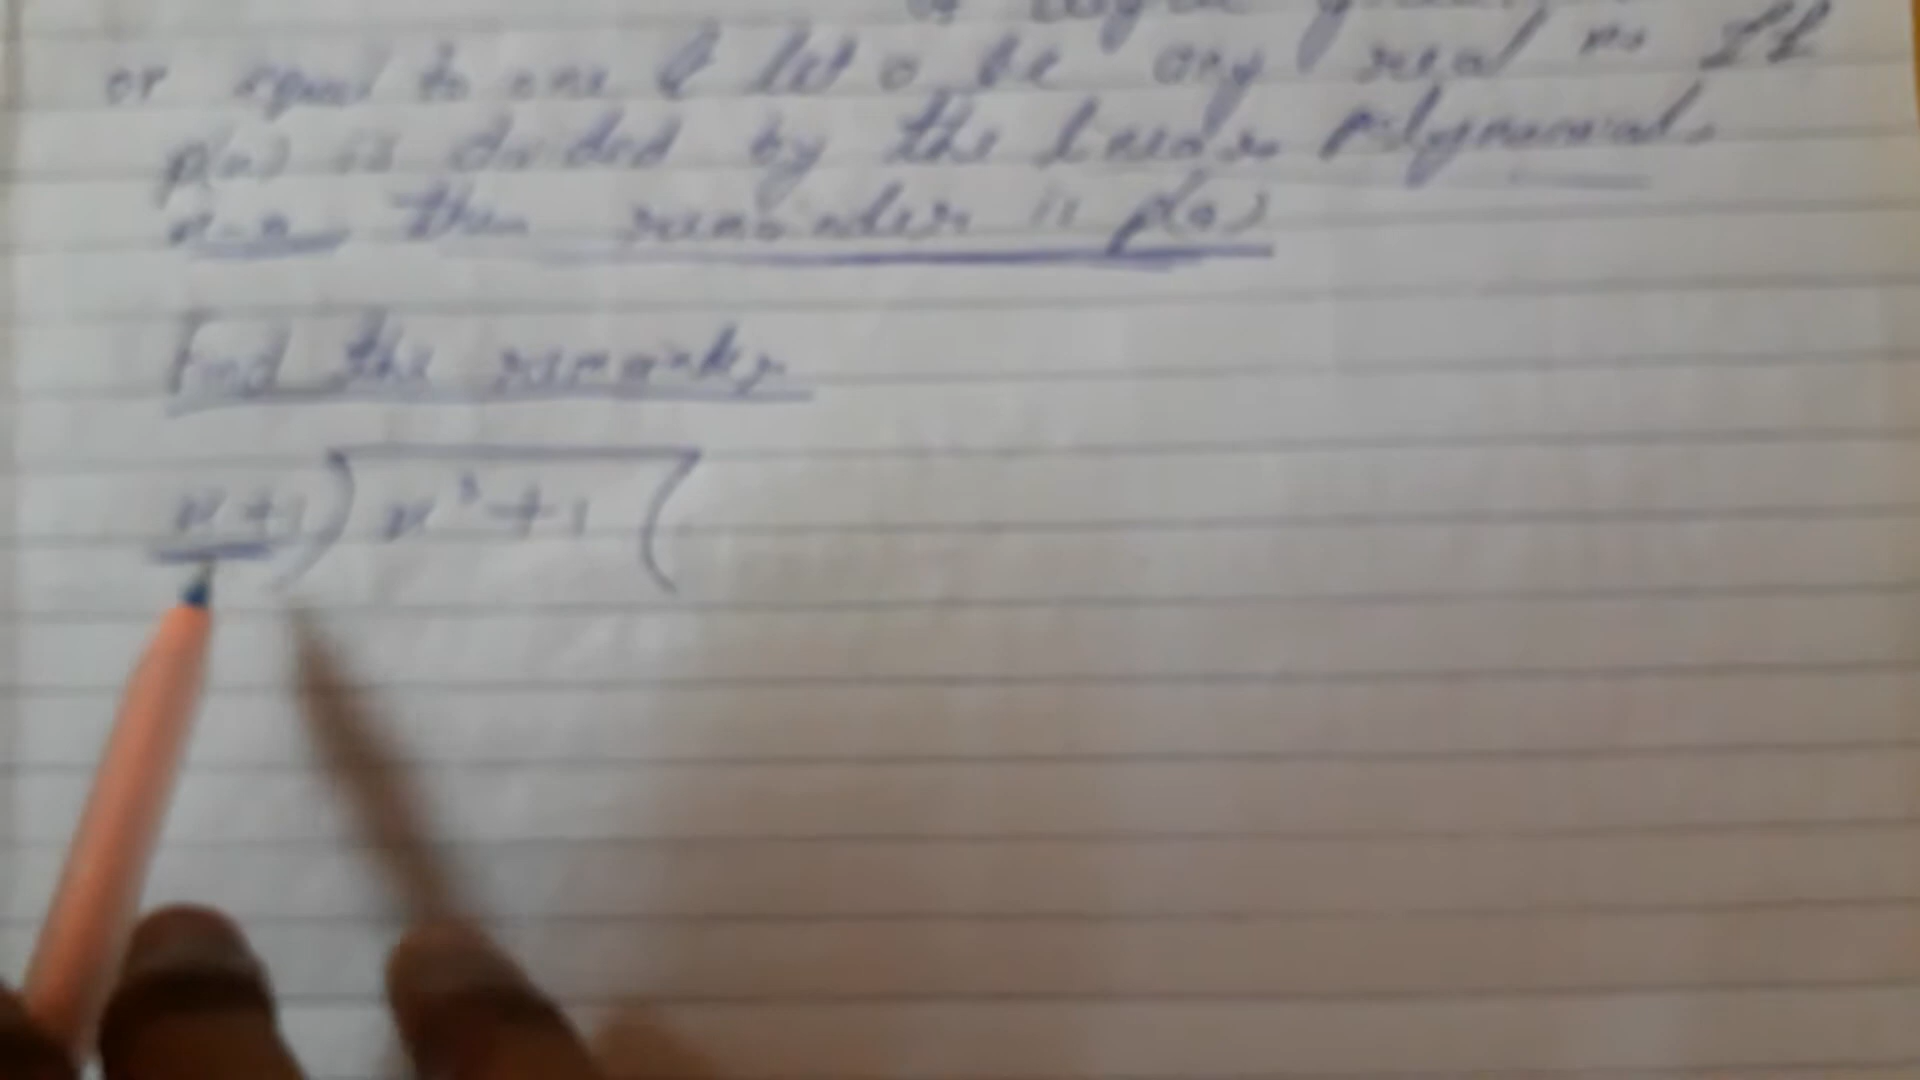 or equal to one & let a be any real no If
p(x) is divided by the linear polynomial
x-a then the remainder is p(a)
Find the remainder
x+1) x³+1 (